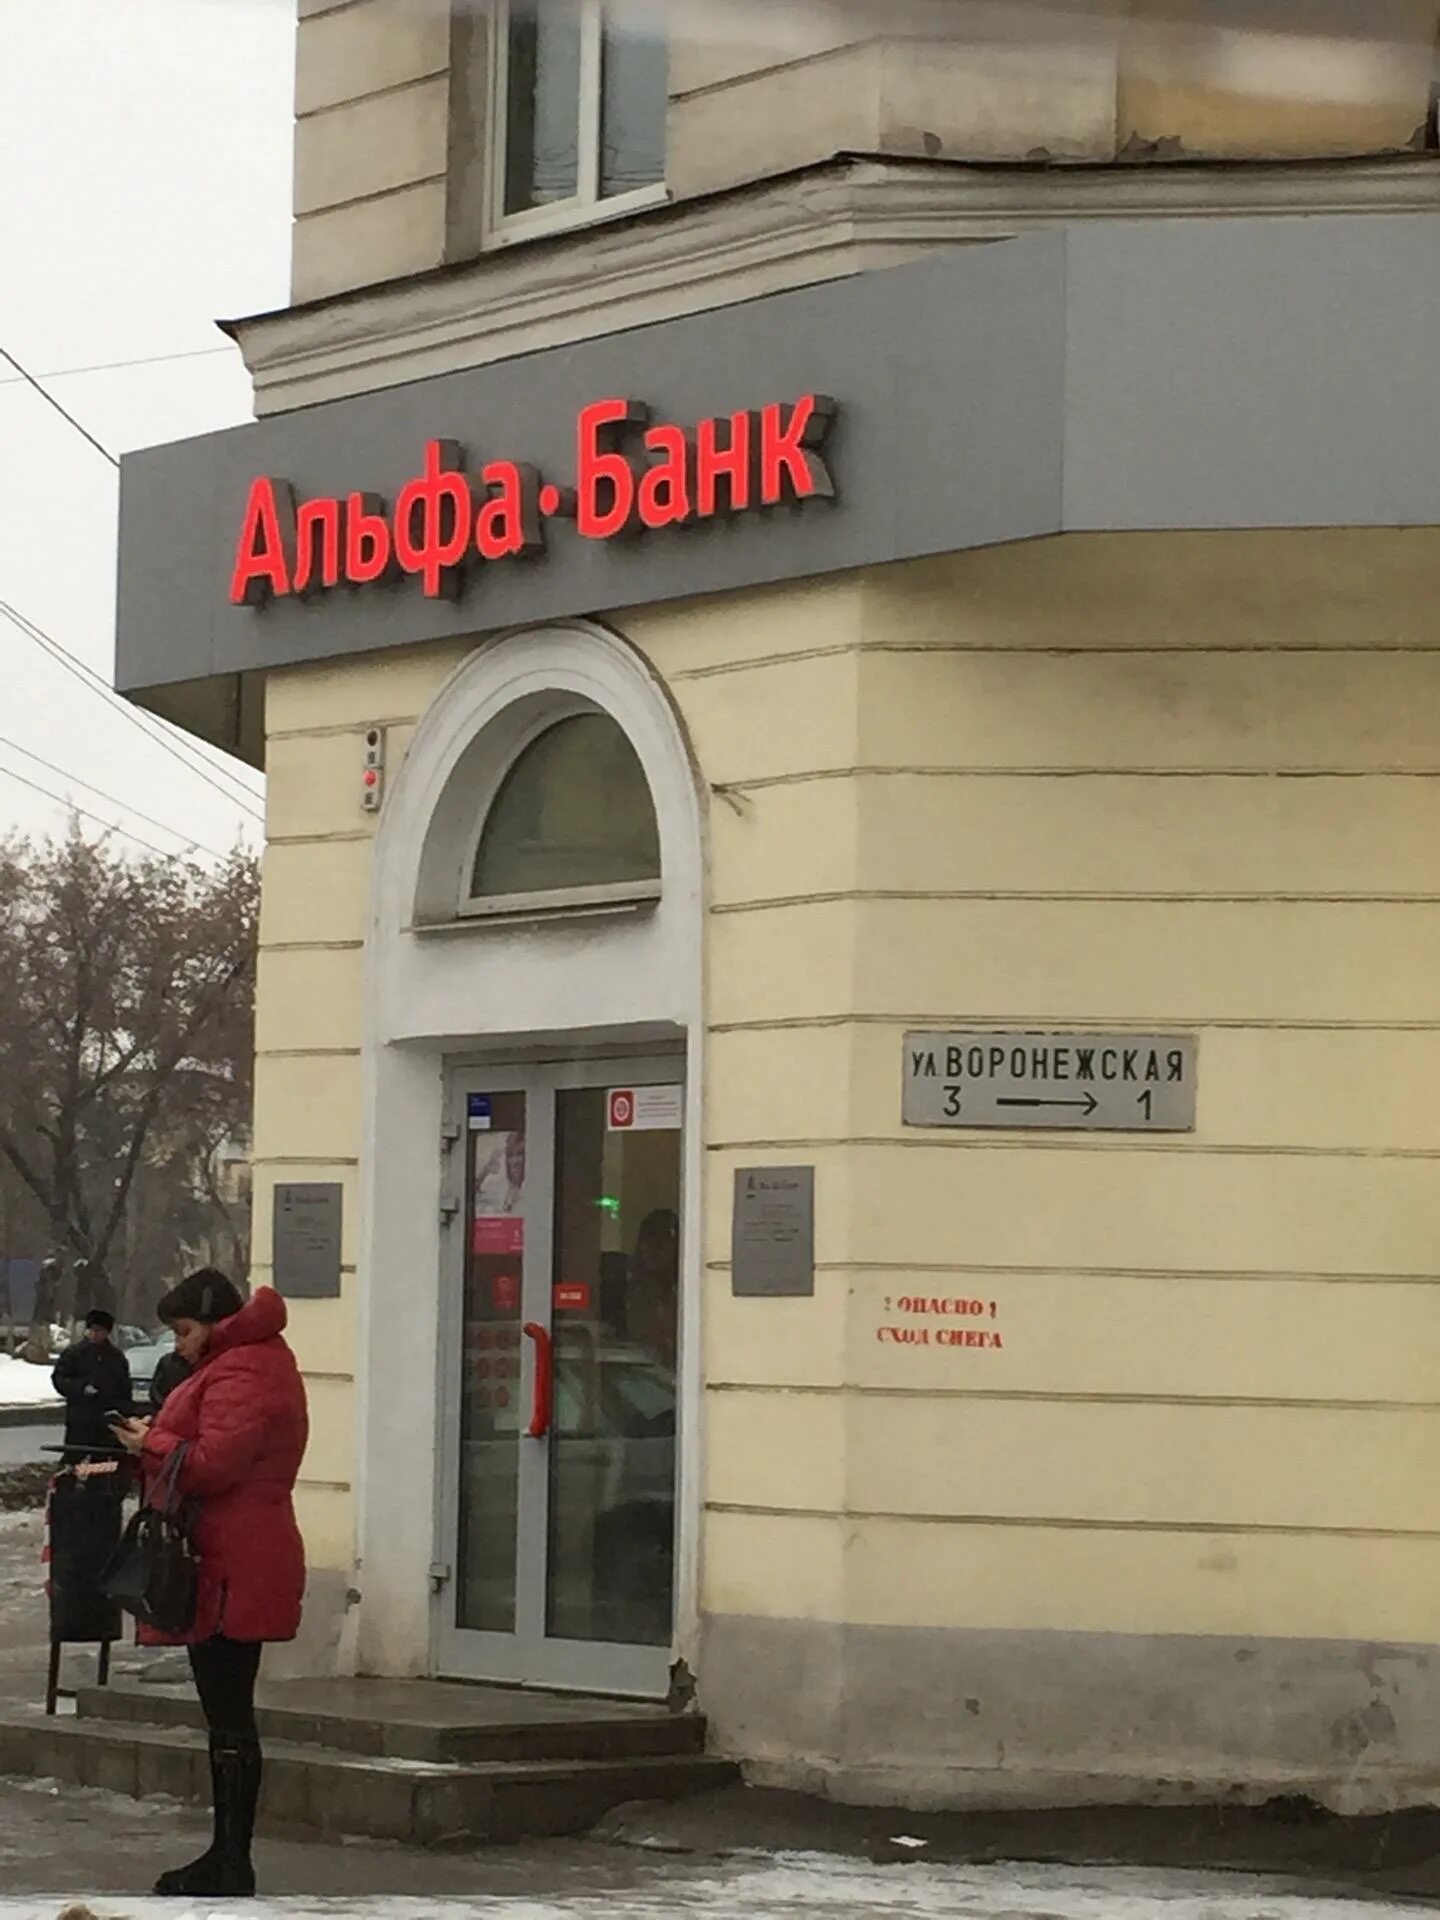 Альфа·Банк
ул. ВОРОНЕЖСКАЯ
3 → 1
! ОПАСНО !
СХОД СНЕГА